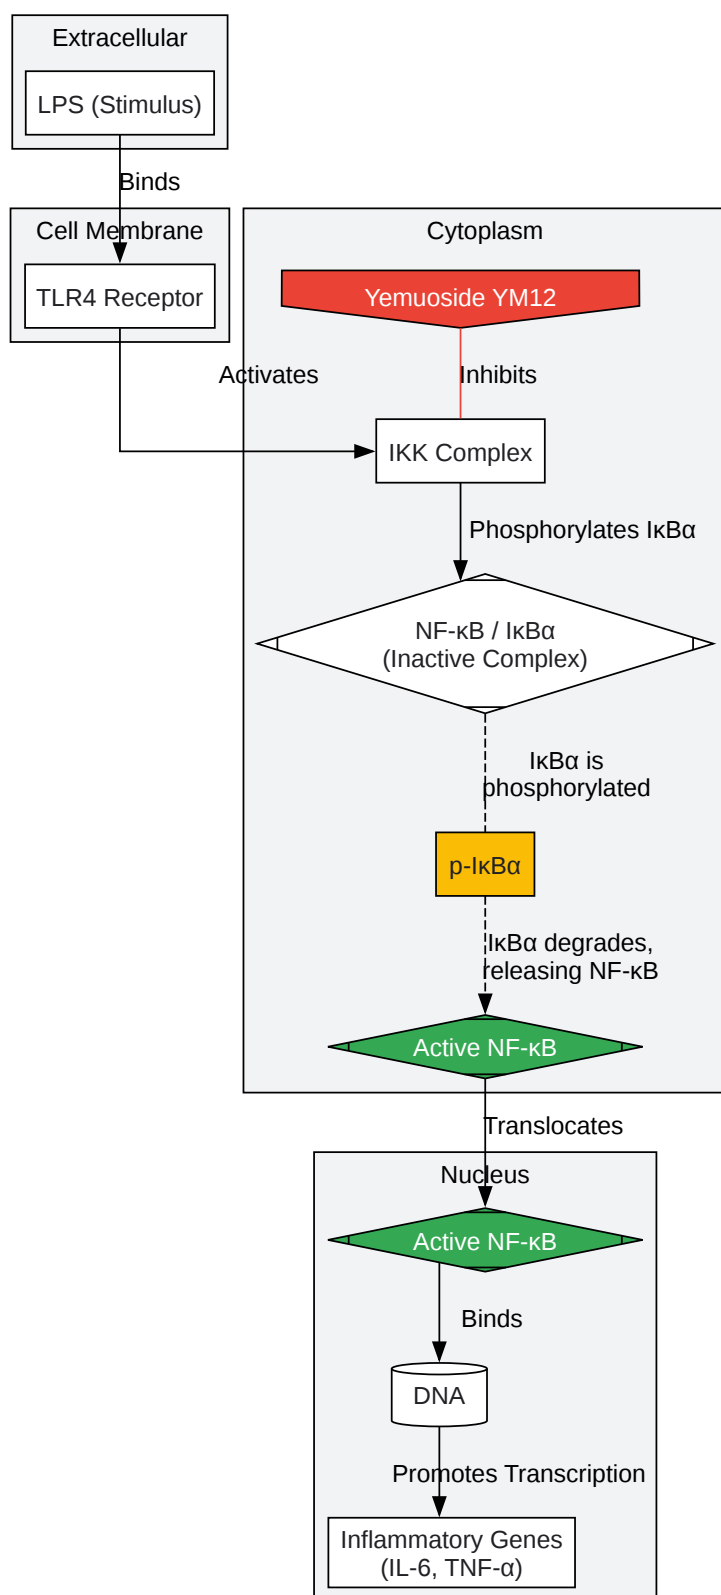 Extracellular
LPS (Stimulus)
Binds
Cell Membrane
TLR4 Receptor
Cytoplasm
Yemuoside YM12
Activates
Inhibits
IKK Complex
Phosphorylates IκBα
NF-κB / IκBα
(Inactive Complex)
IκBα is
phosphorylated
p-IκBα
IκBα degrades,
releasing NF-κB
Active NF-κB
Translocates
Nucleus
Active NF-κB
Binds
DNA
Promotes Transcription
Inflammatory Genes
(IL-6, TNF-α)